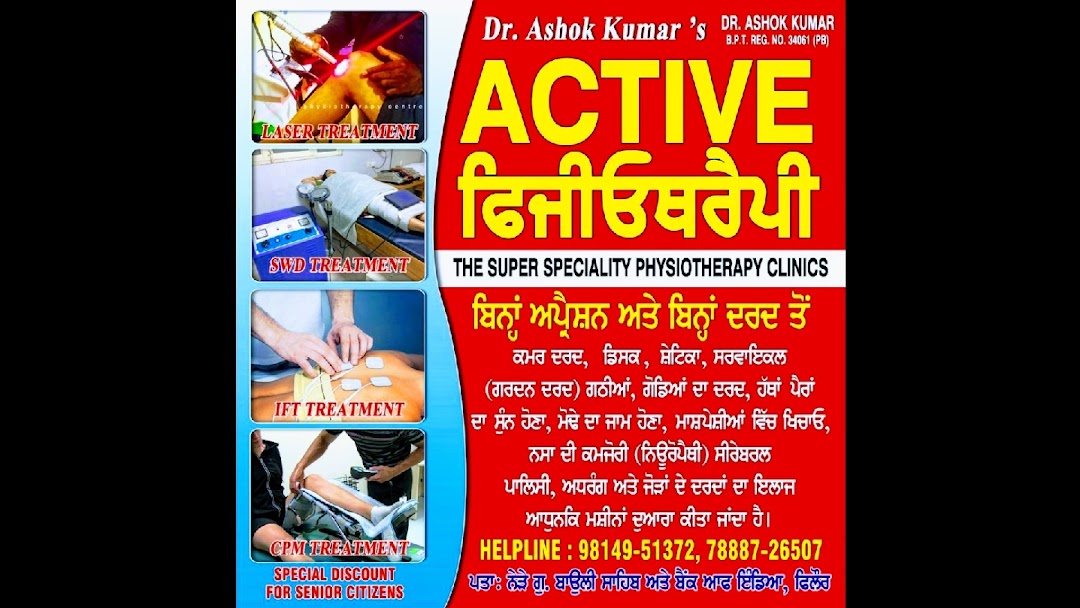 Dr. Ashok Kumar 's
DR. ASHOK KUMAR
B.P.T. REG. NO. 34061 (PB)
ACTIVE
ਫਿਜੀਓਥਰੈਪੀ
THE SUPER SPECIALITY PHYSIOTHERAPY CLINICS
ਬਿਨ੍ਹਾਂ ਅਪ੍ਰੈਸ਼ਨ ਅਤੇ ਬਿਨ੍ਹਾਂ ਦਰਦ ਤੋਂ
ਕਮਰ ਦਰਦ, ਡਿਸਕ, ਸ਼ੇਟਿਕਾ, ਸਰਵਾਇਕਲ
(ਗਰਦਨ ਦਰਦ) ਗਠੀਆਂ, ਗੋਡਿਆਂ ਦਾ ਦਰਦ, ਹੱਥਾਂ ਪੈਰਾਂ
ਦਾ ਸੁੰਨ ਹੋਣਾ, ਮੋਢੇ ਦਾ ਜਾਮ ਹੋਣਾ, ਮਾਸ਼ਪੇਸ਼ੀਆਂ ਵਿੱਚ ਖਿਚਾਓ,
ਨਸਾ ਦੀ ਕਮਜੋਰੀ (ਨਿਊਰੋਪੈਥੀ) ਸੀਰੇਬਰਲ
ਪਾਲਿਸੀ, ਅਧਰੰਗ ਅਤੇ ਜੋੜਾਂ ਦੇ ਦਰਦਾਂ ਦਾ ਇਲਾਜ
ਆਧੁਨਕਿ ਮਸ਼ੀਨਾਂ ਦੁਆਰਾ ਕੀਤਾ ਜਾਂਦਾ ਹੈ।
HELPLINE : 98149-51372, 78887-26507
ਪਤਾ: ਨੇੜੇ ਗੁ. ਬਾਉਲੀ ਸਾਹਿਬ ਅਤੇ ਬੈਂਕ ਆਫ ਇੰਡਿਆ, ਫਿਲੌਰ
physiotherapy centre
LASER TREATMENT
SWD TREATMENT
IFT TREATMENT
CPM TREATMENT
SPECIAL DISCOUNT
FOR SENIOR CITIZENS